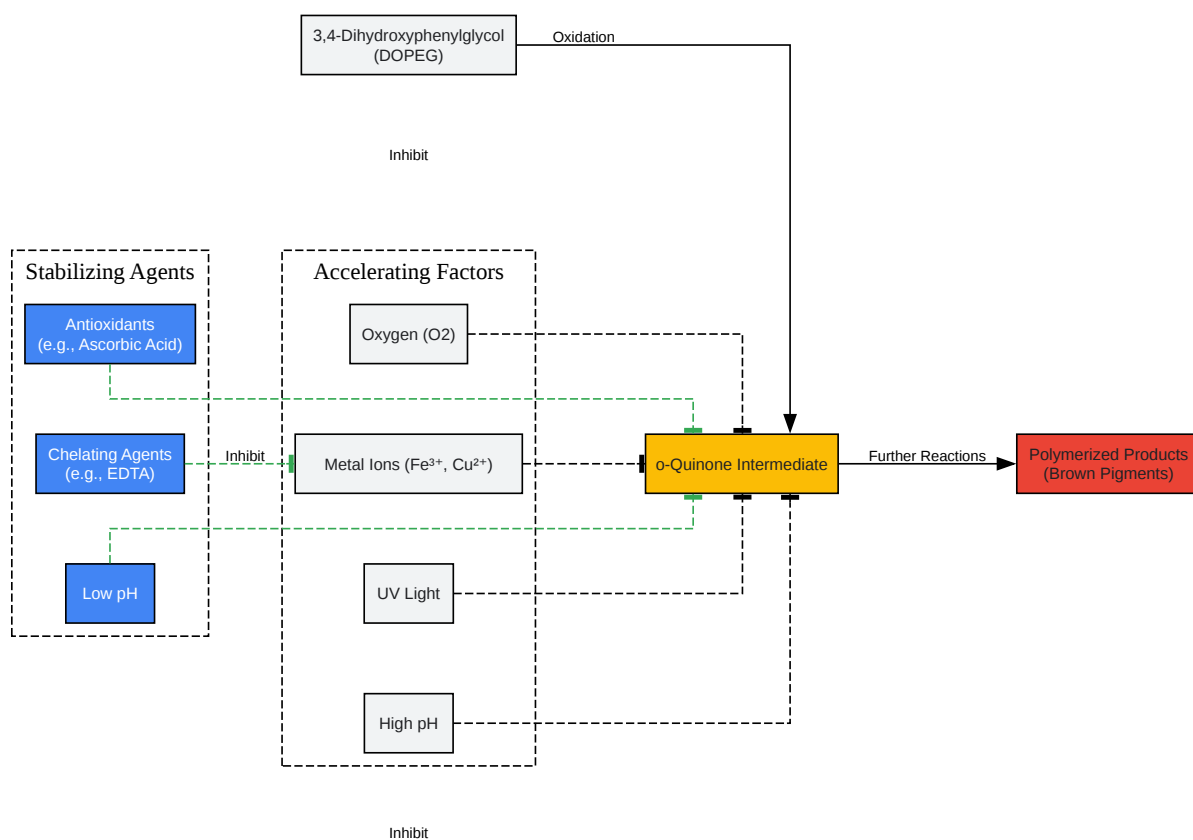 3,4-Dihydroxyphenylglycol
(DOPEG)
Oxidation
Inhibit
Stabilizing Agents
Accelerating Factors
Antioxidants
(e.g., Ascorbic Acid)
Oxygen (O2)
Chelating Agents
(e.g., EDTA)
Inhibit
Metal Ions (Fe³⁺, Cu²⁺)
o-Quinone Intermediate
Further Reactions
Polymerized Products
(Brown Pigments)
Low pH
UV Light
High pH
Inhibit